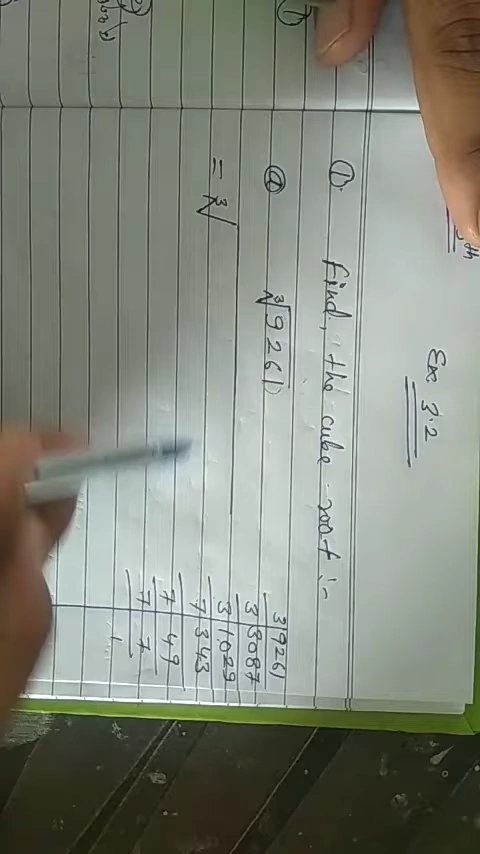 Ex 3.2
① Find, the cube root :-
ⓐ ∛9261
= ∛
3 | 9261
3 | 3087
3 | 1029
7 | 343
7 | 49
7 | 7
1